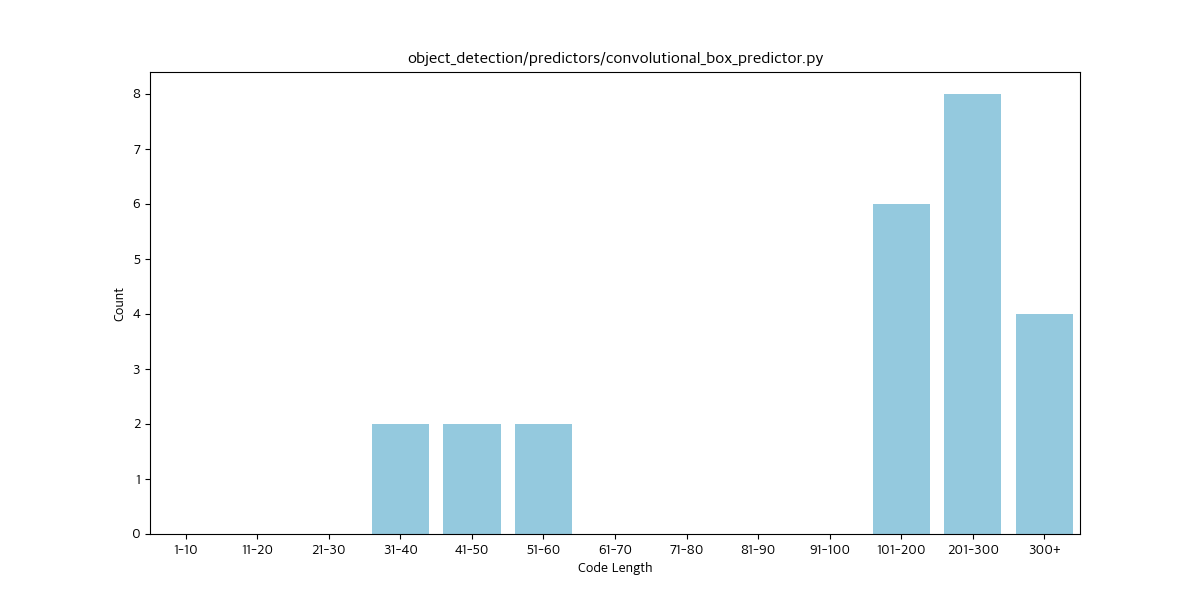 object_detection/predictors/convolutional_box_predictor.py
8
7
6
5
4
3
2
1
0
Count
1-10 11-20 21-30 31-40 41-50 51-60 61-70 71-80 81-90 91-100 101-200 201-300 300+
Code Length